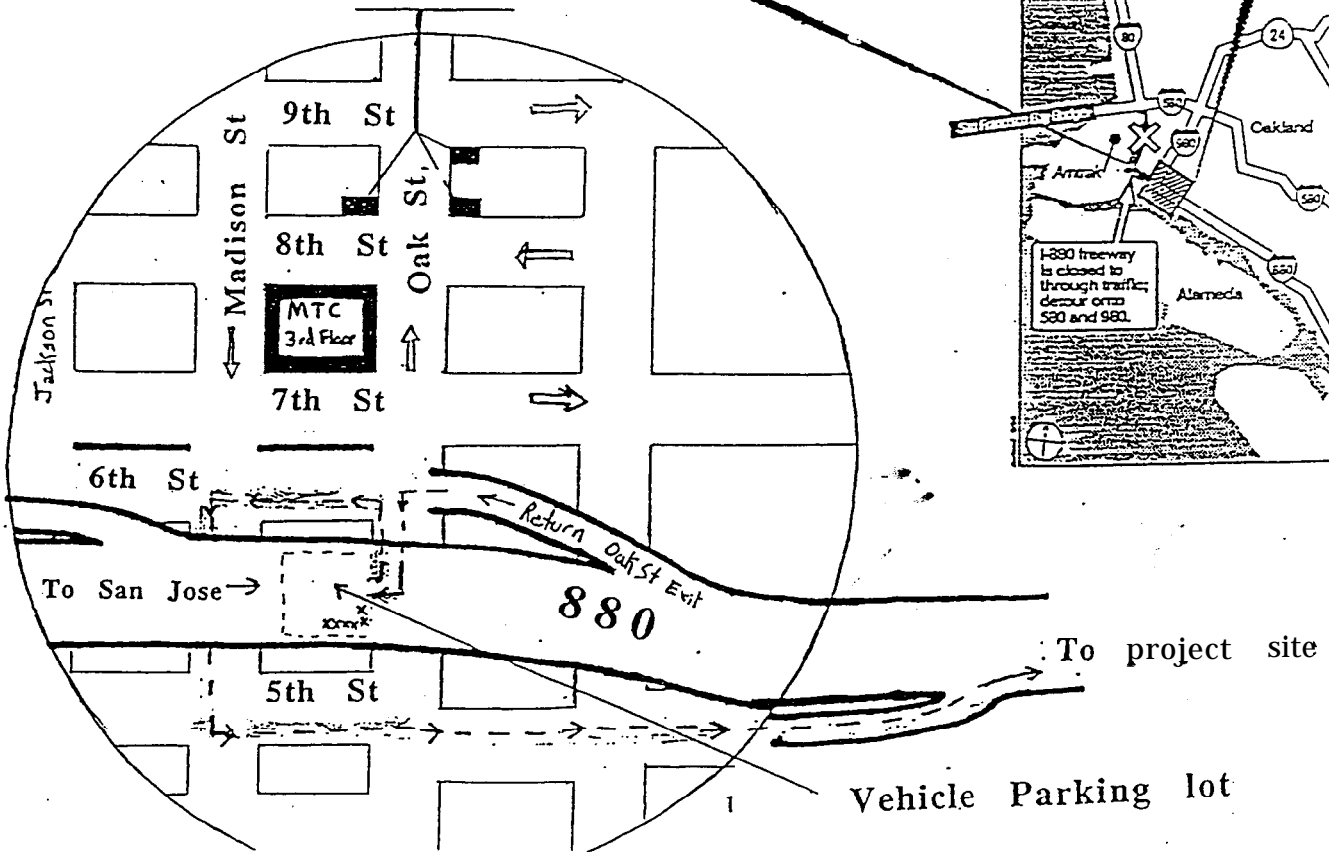 9th St
Madison St
Oak St,
8th St
MTC
3rd Floor
Jackson St
7th St
6th St
Return Oak St Exit
To San Jose
880
5th St
To project site
Vehicle Parking lot
1
80
24
580
980
Oakland
Amtrak
580
I-880 freeway
is closed to
through traffic;
detour onto
580 and 980.
Alameda
880